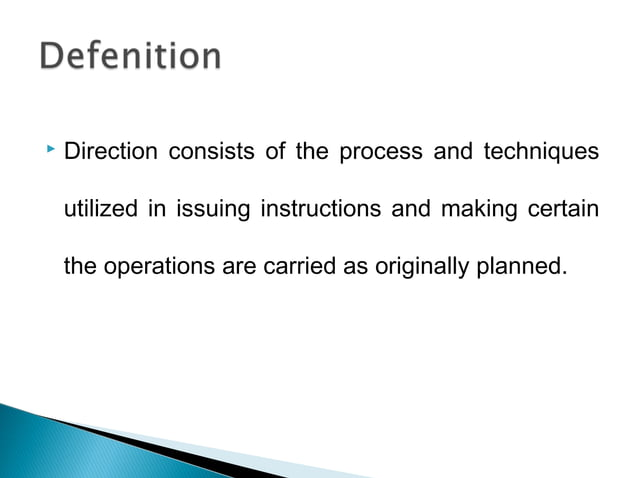 Defenition
Direction consists of the process and techniques
utilized in issuing instructions and making certain
the operations are carried as originally planned.